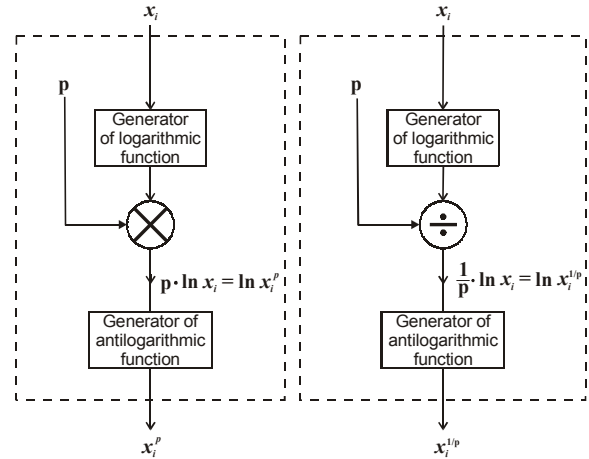 x_i
p
Generator
of logarithmic
function
p · ln x_i = ln x_i^p
Generator of
antilogarithmic
function
x_i^p
x_i
p
Generator
of logarithmic
function
÷
1/p · ln x_i = ln x_i^{1/p}
Generator of
antilogarithmic
function
x_i^{1/p}